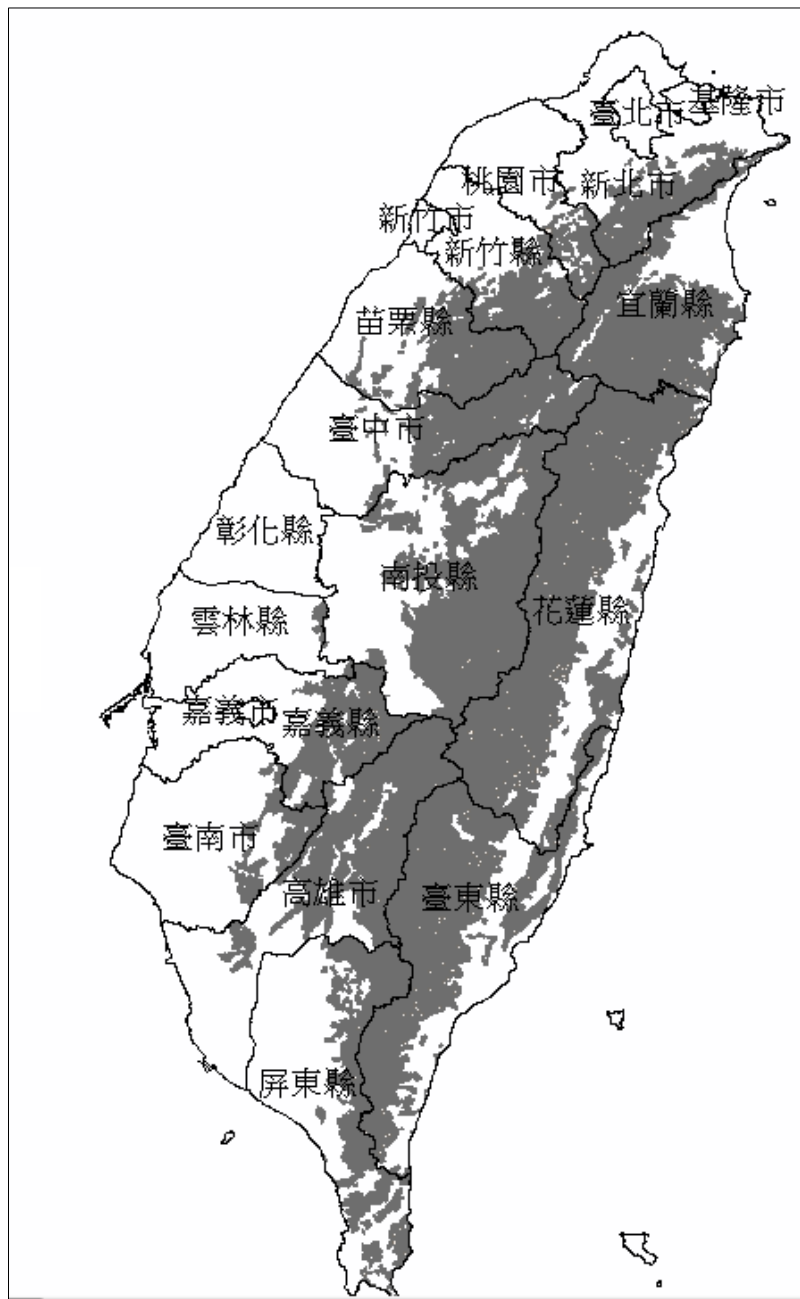 基隆市
臺北市
桃園市
新北市
新竹市
新竹縣
宜蘭縣
苗栗縣
臺中市
彰化縣
南投縣
花蓮縣
雲林縣
嘉義市
嘉義縣
臺南市
高雄市
臺東縣
屏東縣